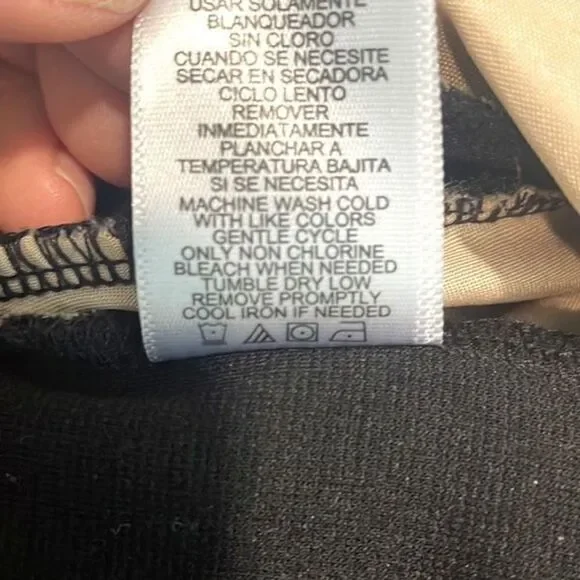 USAR SOLAMENTE
BLANQUEADOR
SIN CLORO
CUANDO SE NECESITE
SECAR EN SECADORA
CICLO LENTO
REMOVER
INMEDIATAMENTE
PLANCHAR A
TEMPERATURA BAJITA
SI SE NECESITA
MACHINE WASH COLD
WITH LIKE COLORS
GENTLE CYCLE
ONLY NON CHLORINE
BLEACH WHEN NEEDED
TUMBLE DRY LOW
REMOVE PROMPTLY
COOL IRON IF NEEDED